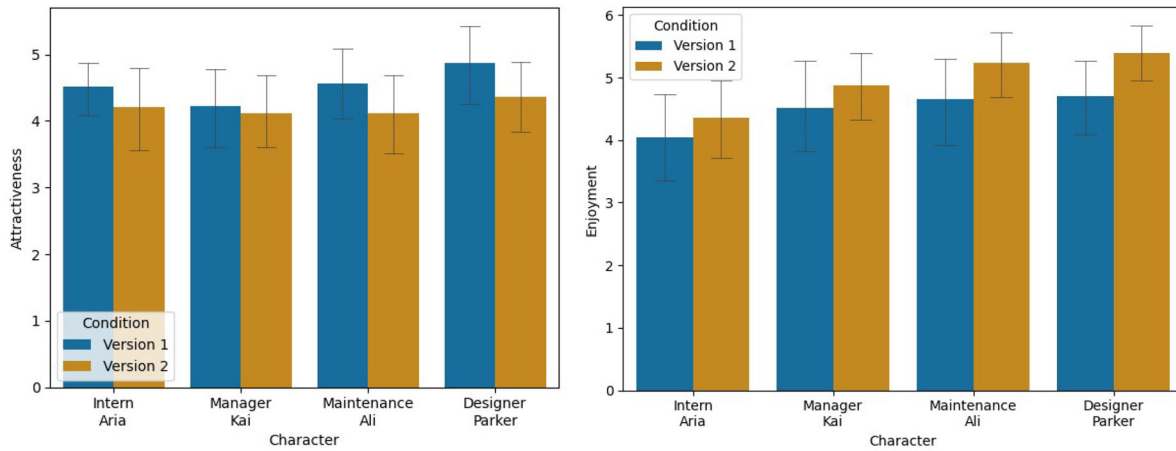 5
4
3
2
1
0
Attractiveness
Condition
Version 1
Version 2
Intern
Aria
Manager
Kai
Maintenance
Ali
Designer
Parker
Character
6
5
4
3
2
1
0
Enjoyment
Condition
Version 1
Version 2
Intern
Aria
Manager
Kai
Maintenance
Ali
Designer
Parker
Character